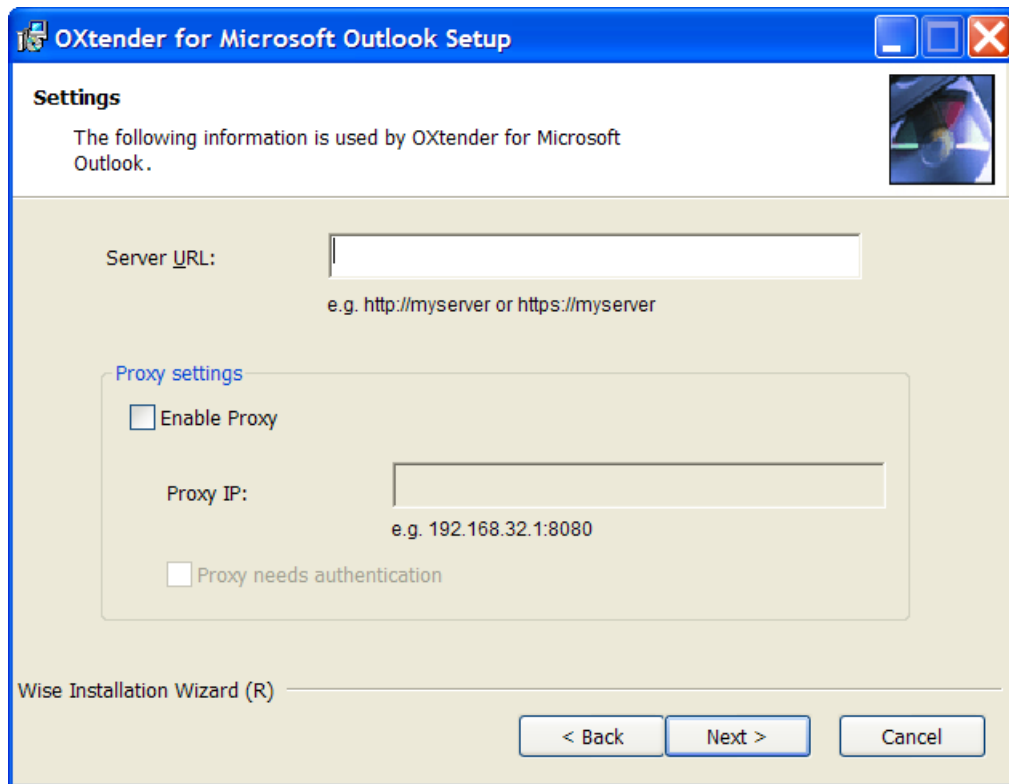 OXtender for Microsoft Outlook Setup
Settings
The following information is used by OXtender for Microsoft
Outlook.
Server URL:
e.g. http://myserver or https://myserver
Proxy settings
Enable Proxy
Proxy IP:
e.g. 192.168.32.1:8080
Proxy needs authentication
Wise Installation Wizard (R)
< Back Next > Cancel